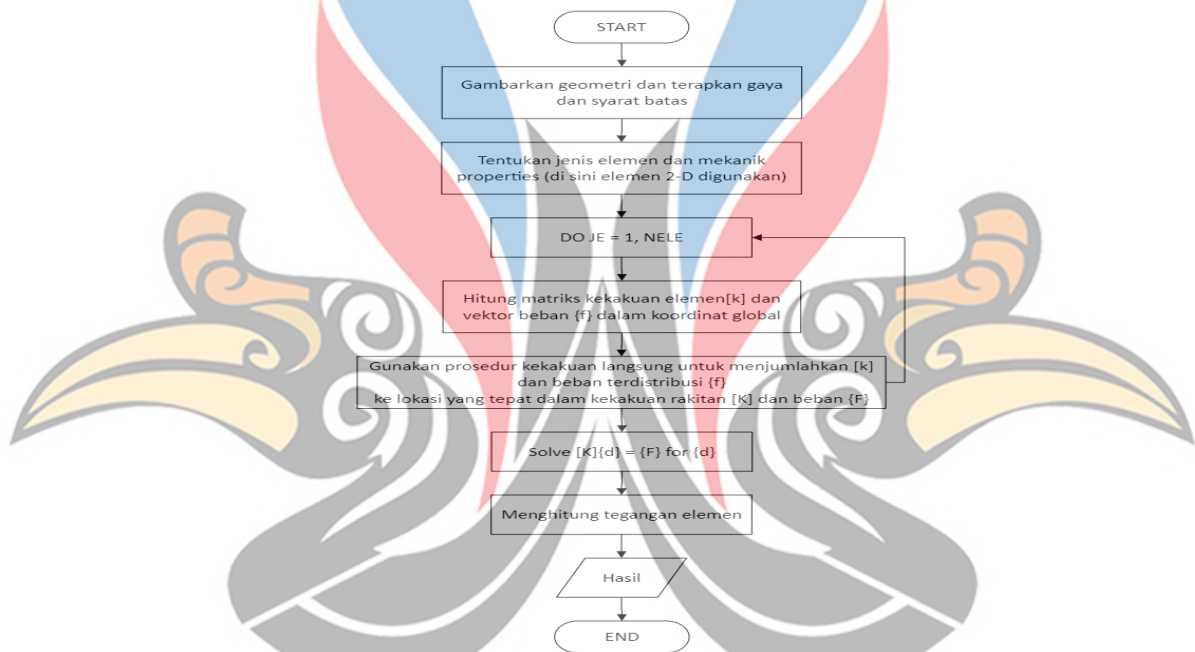 START
Gambarkan geometri dan terapkan gaya
dan syarat batas
Tentukan jenis elemen dan mekanik
properties (di sini elemen 2-D digunakan)
DO JE = 1, NELE
Hitung matriks kekakuan elemen[k] dan
vektor beban {f} dalam koordinat global
Gunakan prosedur kekakuan langsung untuk menjumlahkan [k]
dan beban terdistribusi {f}
ke lokasi yang tepat dalam kekakuan rakitan [K] dan beban {F}
Solve [K]{d} = {F} for {d}
Menghitung tegangan elemen
Hasil
END